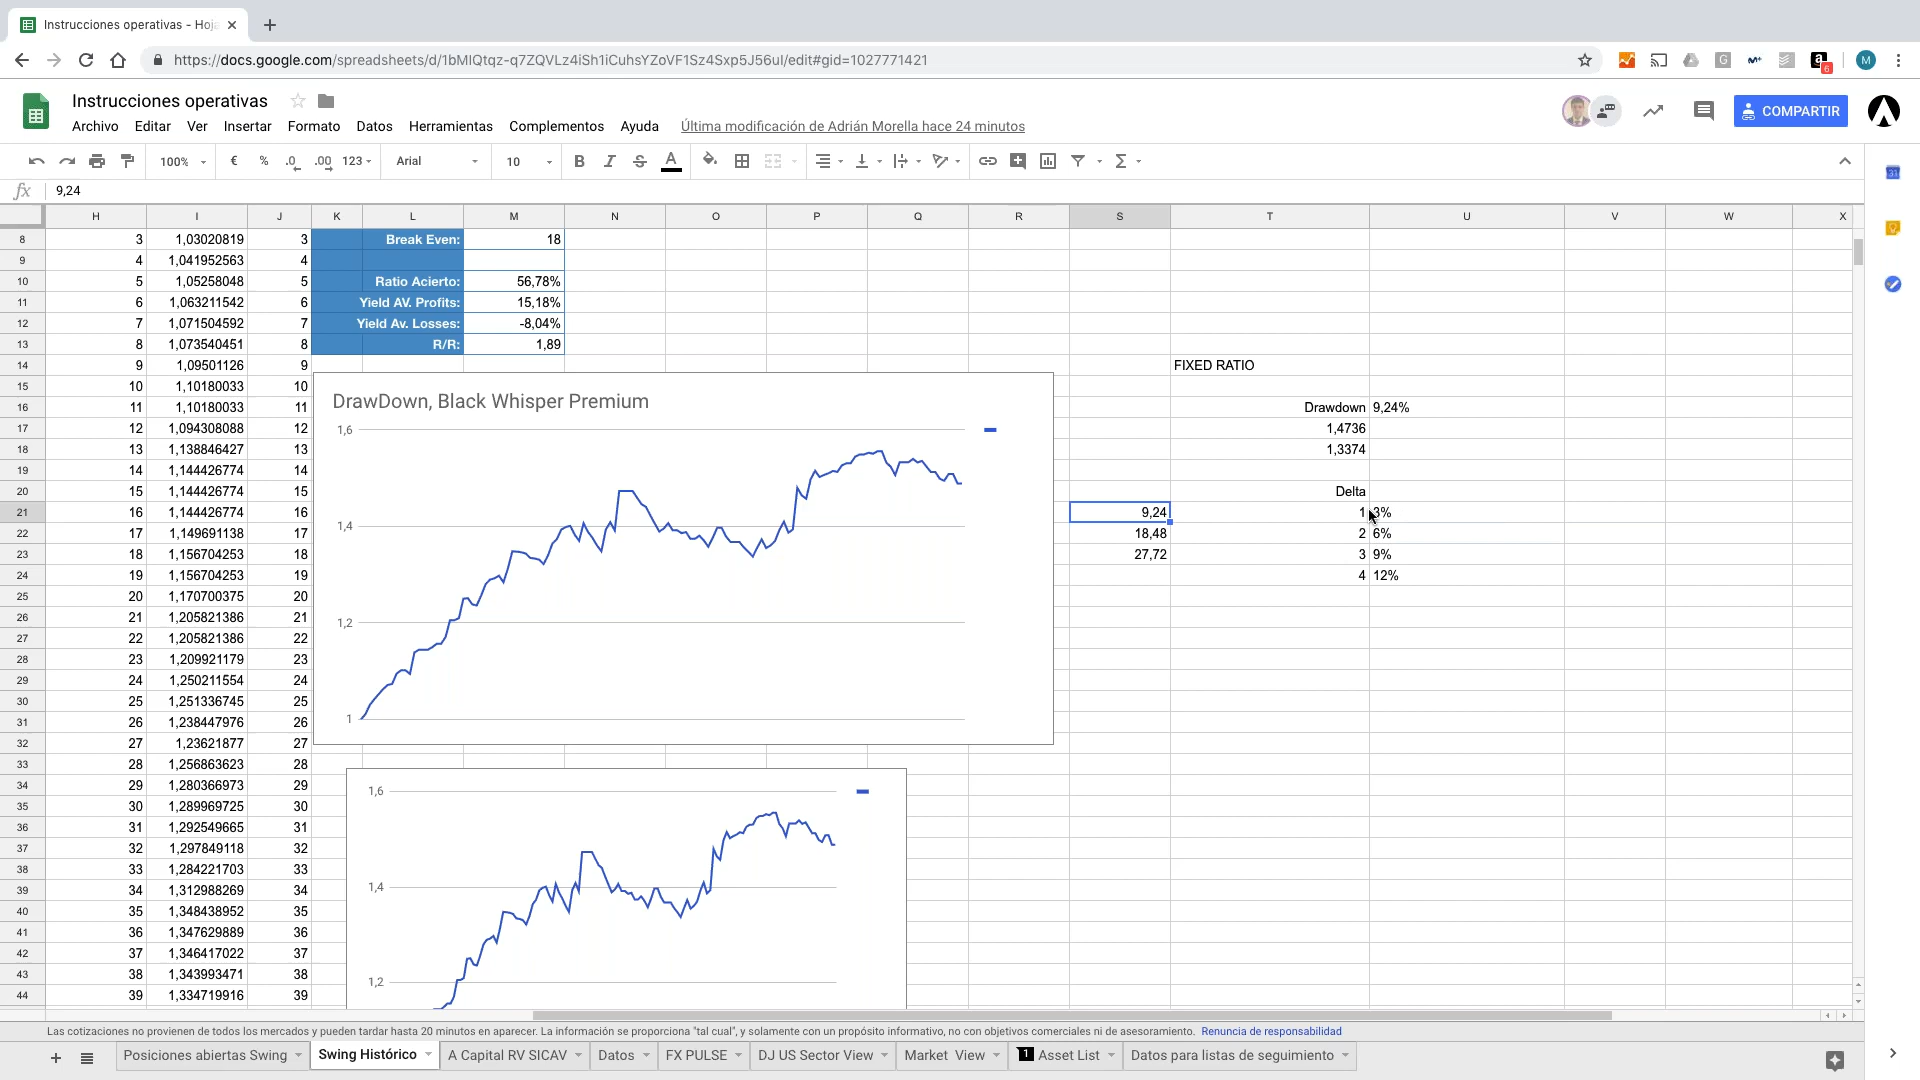 Instrucciones operativas - Hoj
https://docs.google.com/spreadsheets/d/1bMIQtqz-q7ZQVLz4iSh1iCuhsYZoVF1Sz4Sxp5J56uI/edit#gid=1027771421
6
M
Instrucciones operativas
Archivo Editar Ver Insertar Formato Datos Herramientas Complementos Ayuda Última modificación de Adrián Morella hace 24 minutos
COMPARTIR
100% € % .0 .00 123 Arial 10 B I S A
31
fx 9,24
H I J K L M N O P Q R S T U V W X
8 3 1,03020819 3 Break Even: 18
9 4 1,041952563 4
10 5 1,05258048 5 Ratio Acierto: 56,78%
11 6 1,063211542 6 Yield AV. Profits: 15,18%
12 7 1,071504592 7 Yield Av. Losses: -8,04%
13 8 1,073540451 8 R/R: 1,89
14 9 1,09501126 9 FIXED RATIO
15 10 1,10180033 10
16 11 1,10180033 11 Drawdown 9,24%
17 12 1,094308088 12 1,4736
18 13 1,138846427 13 1,3374
19 14 1,144426774 14
20 15 1,144426774 15 Delta
21 16 1,144426774 16 9,24 1 3%
22 17 1,149691138 17 18,48 2 6%
23 18 1,156704253 18 27,72 3 9%
24 19 1,156704253 19 4 12%
25 20 1,170700375 20
26 21 1,205821386 21
27 22 1,205821386 22
28 23 1,209921179 23
29 24 1,250211554 24
30 25 1,251336745 25
31 26 1,238447976 26
32 27 1,23621877 27
33 28 1,256863623 28
34 29 1,280366973 29
35 30 1,289969725 30
36 31 1,292549665 31
37 32 1,297849118 32
38 33 1,284221703 33
39 34 1,312988269 34
40 35 1,348438952 35
41 36 1,347629889 36
42 37 1,346417022 37
43 38 1,343993471 38
44 39 1,334719916 39
DrawDown, Black Whisper Premium
1,6
1,4
1,2
1
1,6
1,4
1,2
Las cotizaciones no provienen de todos los mercados y pueden tardar hasta 20 minutos en aparecer. La información se proporciona "tal cual", y solamente con un propósito informativo, no con objetivos comerciales ni de asesoramiento. Renuncia de responsabilidad
Posiciones abiertas Swing Swing Histórico A Capital RV SICAV Datos FX PULSE DJ US Sector View Market View 1 Asset List Datos para listas de seguimiento